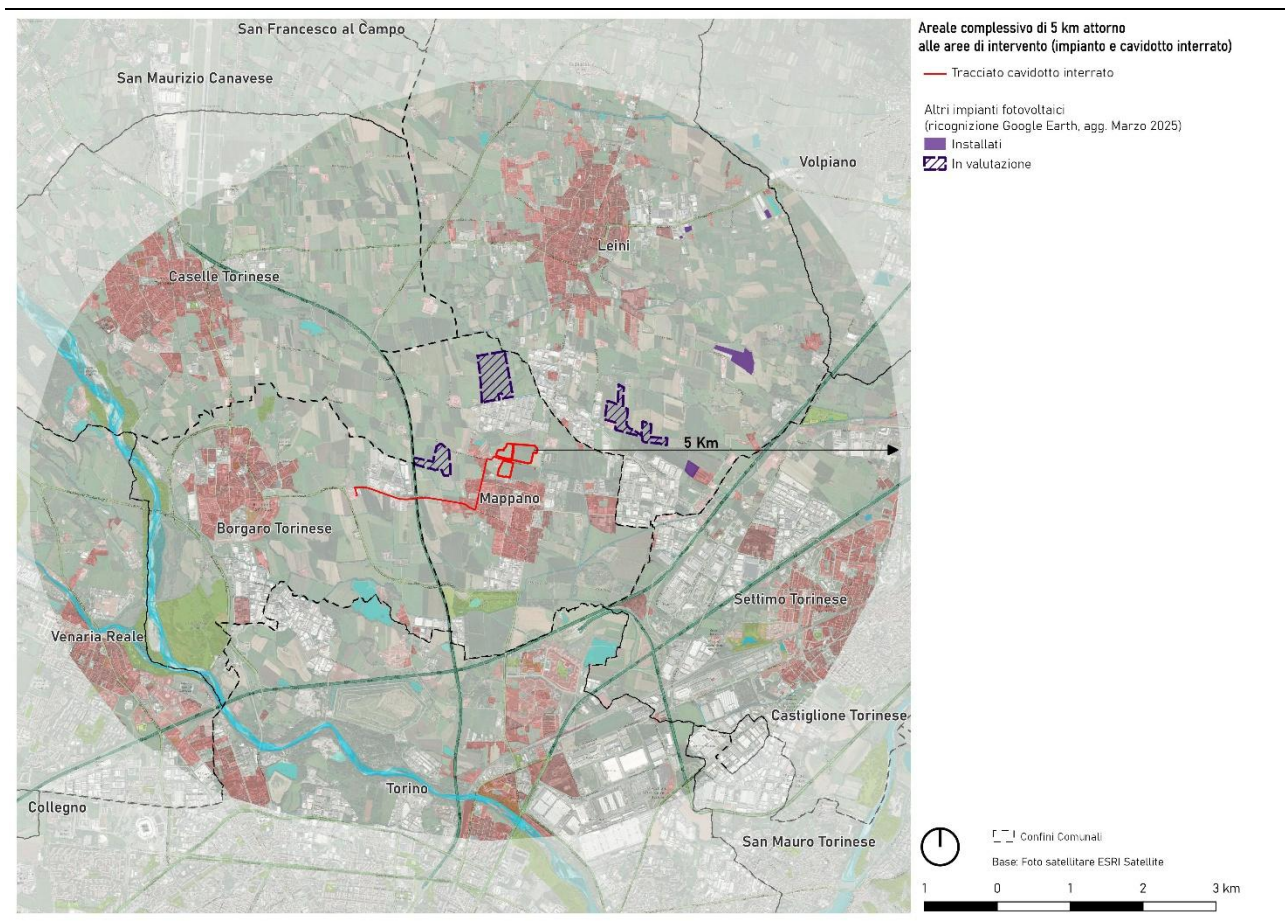 San Francesco al Campo
San Maurizio Canavese
Volpiano
Leini
Caselle Torinese
5 Km
Mappano
Borgaro Torinese
Settimo Torinese
Venaria Reale
Castiglione Torinese
Torino
Collegno
San Mauro Torinese
Areale complessivo di 5 km attorno
alle aree di intervento (impianto e cavidotto interrato)
Tracciato cavidotto interrato
Altri impianti fotovoltaici
(ricognizione Google Earth, agg. Marzo 2025)
Installati
In valutazione
Confini Comunali
Base: Foto satellitare ESRI Satellite
1 0 1 2 3 km